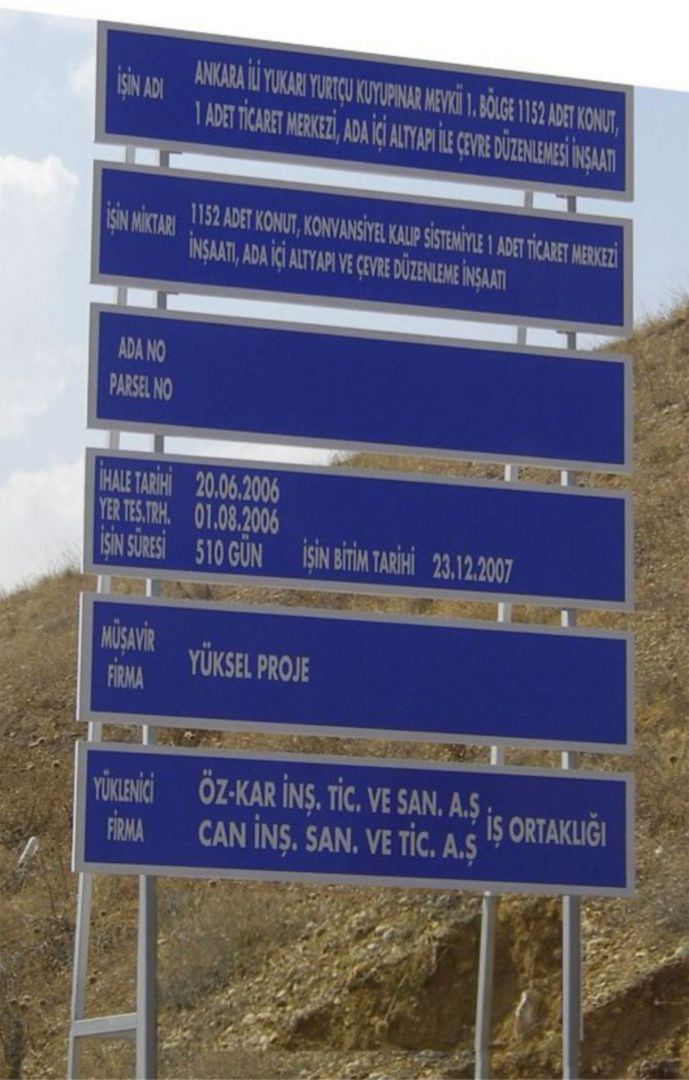 İŞİN ADI
ANKARA İLİ YUKARI YURTÇU KUYUPINAR MEVKİİ 1. BÖLGE 1152 ADET KONUT,
1 ADET TİCARET MERKEZİ, ADA İÇİ ALTYAPI İLE ÇEVRE DÜZENLEMESİ İNŞAATI
İŞİN MİKTARI
1152 ADET KONUT, KONVANSİYEL KALIP SİSTEMİYLE 1 ADET TİCARET MERKEZİ
İNŞAATI, ADA İÇİ ALTYAPI VE ÇEVRE DÜZENLEME İNŞAATI
ADA NO
PARSEL NO
İHALE TARİHİ 20.06.2006
YER TES.TRH. 01.08.2006
İŞİN SÜRESİ 510 GÜN İŞİN BİTİM TARİHİ 23.12.2007
MÜŞAVİR
FİRMA
YÜKSEL PROJE
YÜKLENİCİ
FİRMA
ÖZ-KAR İNŞ. TİC. VE SAN. A.Ş
CAN İNŞ. SAN. VE TİC. A.Ş
İŞ ORTAKLIĞI